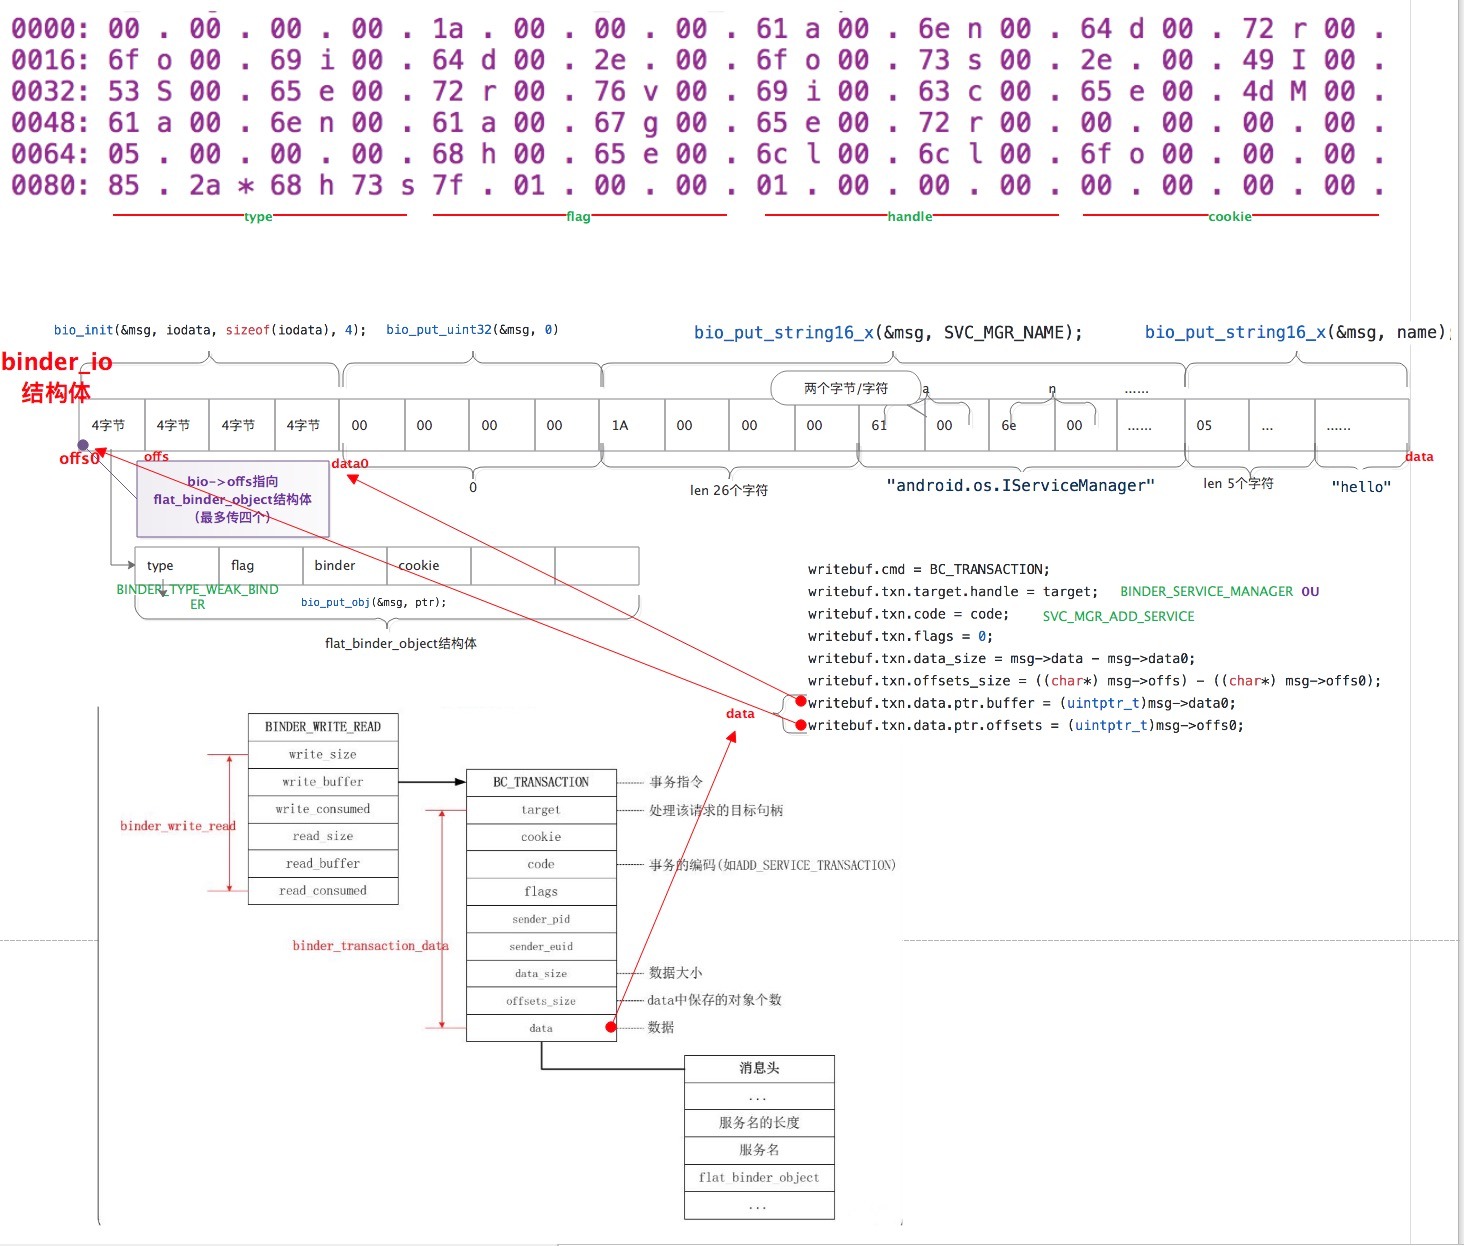 0000: 00 . 00 . 00 . 00 . 1a . 00 . 00 . 00 . 61 a 00 . 6e n 00 . 64 d 00 . 72 r 00 .
0016: 6f o 00 . 69 i 00 . 64 d 00 . 2e . 00 . 6f o 00 . 73 s 00 . 2e . 00 . 49 I 00 .
0032: 53 S 00 . 65 e 00 . 72 r 00 . 76 v 00 . 69 i 00 . 63 c 00 . 65 e 00 . 4d M 00 .
0048: 61 a 00 . 6e n 00 . 61 a 00 . 67 g 00 . 65 e 00 . 72 r 00 . 00 . 00 . 00 . 00 .
0064: 05 . 00 . 00 . 00 . 68 h 00 . 65 e 00 . 6c l 00 . 6c l 00 . 6f o 00 . 00 . 00 .
0080: 85 . 2a * 68 h 73 s 7f . 01 . 00 . 00 . 01 . 00 . 00 . 00 . 00 . 00 . 00 . 00 .
type flag handle cookie
bio_init(&msg, iodata, sizeof(iodata), 4); bio_put_uint32(&msg, 0) bio_put_string16_x(&msg, SVC_MGR_NAME); bio_put_string16_x(&msg, name);
binder_io
结构体
两个字节/字符 a n ......
4字节 4字节 4字节 4字节 00 00 00 00 1A 00 00 00 61 00 6e 00 ...... 05 ... ......
offs0 offs data0 data
0 len 26个字符 "android.os.IServiceManager" len 5个字符 "hello"
bio->offs指向
flat_binder_object结构体
（最多传四个）
type flag binder cookie
BINDER_TYPE_WEAK_BIND
ER
bio_put_obj(&msg, ptr);
flat_binder_object结构体
writebuf.cmd = BC_TRANSACTION;
writebuf.txn.target.handle = target; BINDER_SERVICE_MANAGER 0U
writebuf.txn.code = code; SVC_MGR_ADD_SERVICE
writebuf.txn.flags = 0;
writebuf.txn.data_size = msg->data - msg->data0;
writebuf.txn.offsets_size = ((char*) msg->offs) - ((char*) msg->offs0);
writebuf.txn.data.ptr.buffer = (uintptr_t)msg->data0;
writebuf.txn.data.ptr.offsets = (uintptr_t)msg->offs0;
data
BINDER_WRITE_READ
write_size
write_buffer
write_consumed
read_size
read_buffer
read_consumed
binder_write_read
BC_TRANSACTION 事务指令
target 处理该请求的目标句柄
cookie
code 事务的编码(如ADD_SERVICE_TRANSACTION)
flags
sender_pid
sender_euid
data_size 数据大小
offsets_size data中保存的对象个数
data 数据
binder_transaction_data
消息头
...
服务名的长度
服务名
flat_binder_object
...